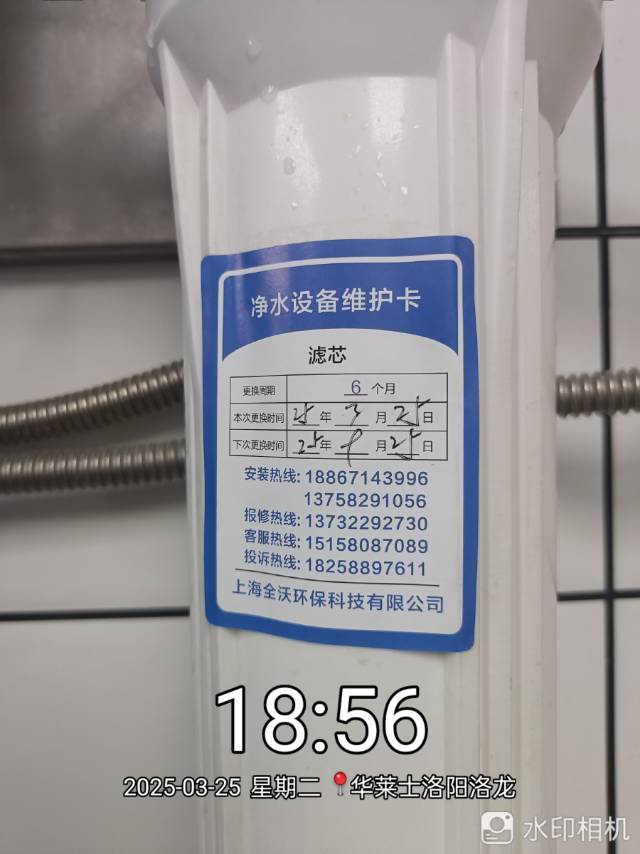 净水设备维护卡
滤芯
更换周期 6 个月
本次更换时间 25 年 3 月 25 日
下次更换时间 25 年 9 月 25 日
安装热线: 18867143996
13758291056
报修热线: 13732292730
客服热线: 15158087089
投诉热线: 18258897611
上海全沃环保科技有限公司
18:56
2025-03-25 星期二 华莱士洛阳洛龙
水印相机